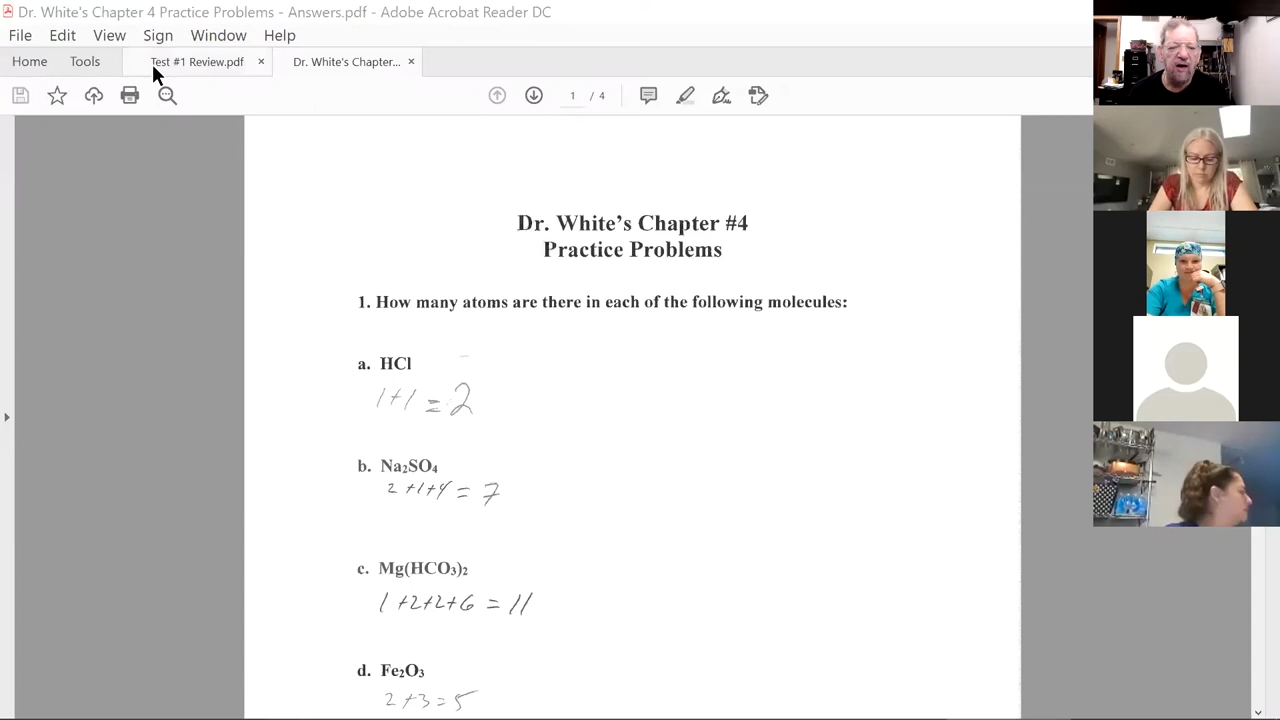 Dr. White's Chapter 4 Practice Problems - Answers.pdf - Adobe Acrobat Reader DC
File Edit View Sign Window Help
Home Tools Test #1 Review.pdf × Dr. White's Chapter... ×
1 / 4
Dr. White's Chapter #4
Practice Problems
1. How many atoms are there in each of the following molecules:
a. HCl
1+1 = 2
b. Na₂SO₄
2+1+4 = 7
c. Mg(HCO₃)₂
1+2+2+6 = 11
d. Fe₂O₃
2+3=5